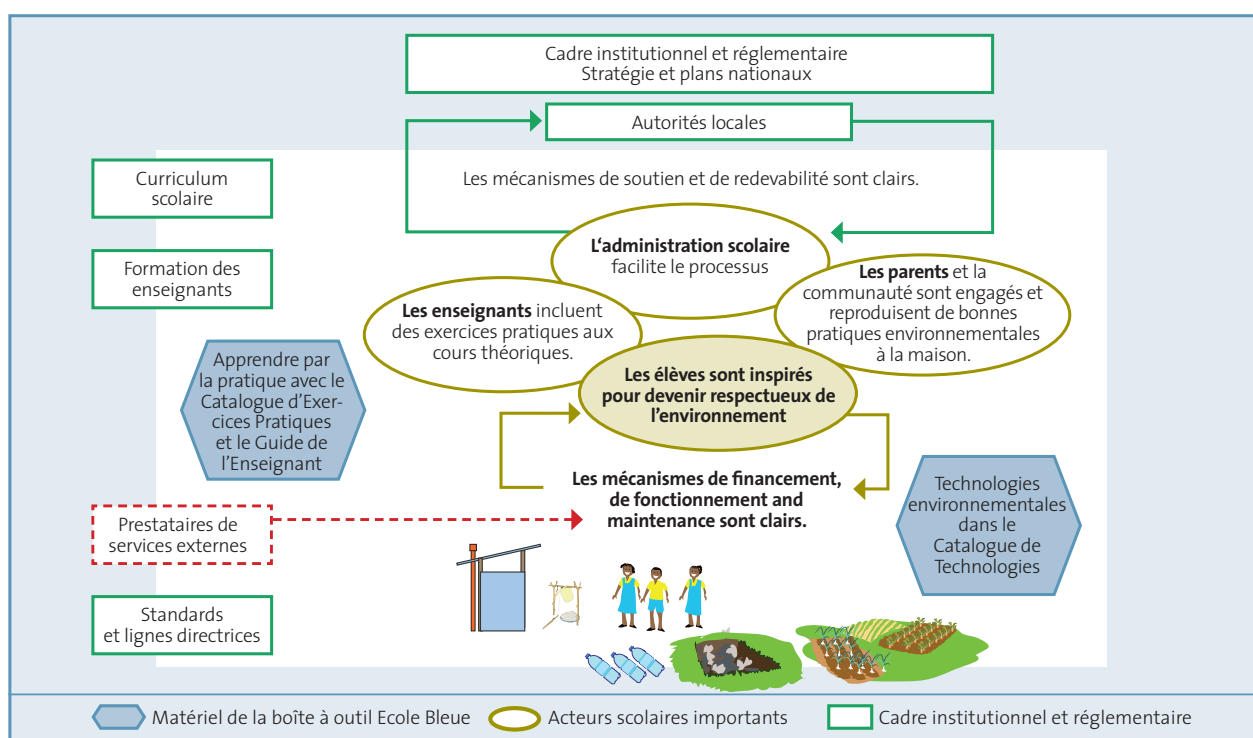 Cadre institutionnel et réglementaire
Stratégie et plans nationaux
Autorités locales
Les mécanismes de soutien et de redevabilité sont clairs.
Curriculum
scolaire
L‘administration scolaire
facilite le processus
Formation des
enseignants
Les parents et la
communauté sont engagés et
reproduisent de bonnes
pratiques environnementales
à la maison.
Les enseignants incluent
des exercices pratiques aux
cours théoriques.
Apprendre par
la pratique avec le
Catalogue d’Exer-
cices Pratiques
et le Guide de
l’Enseignant
Les élèves sont inspirés
pour devenir respectueux de
l’environnement
Les mécanismes de financement,
de fonctionnement and
maintenance sont clairs.
Technologies
environnementales
dans le
Catalogue de
Technologies
Prestataires de
services externes
Standards
et lignes directrices
Matériel de la boîte à outil Ecole Bleue
Acteurs scolaires importants
Cadre institutionnel et réglementaire